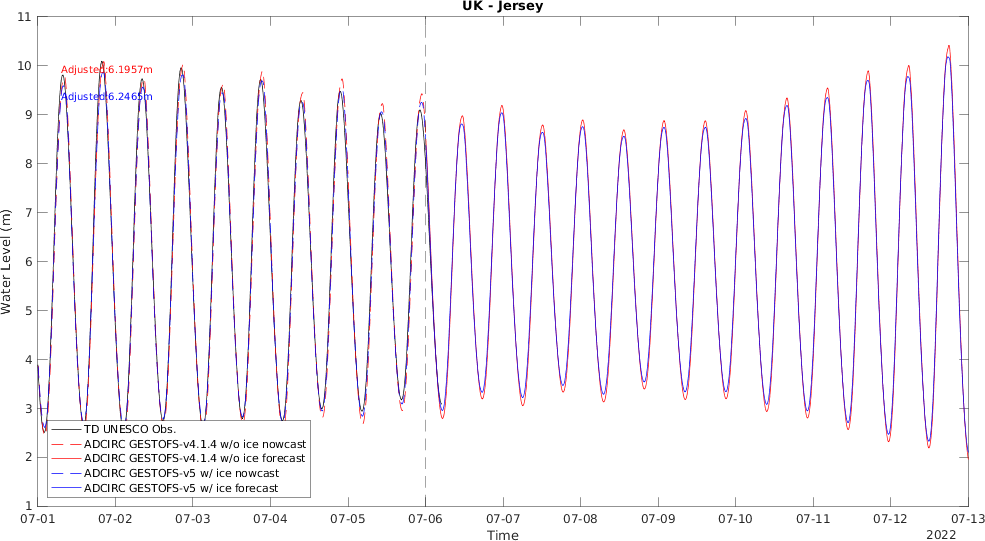 UK - Jersey
11
10
9
8
7
6
5
4
3
2
1
Water Level (m)
Adjusted:6.1957m
Adjusted:6.2465m
TD UNESCO Obs.
ADCIRC GESTOFS-v4.1.4 w/o ice nowcast
ADCIRC GESTOFS-v4.1.4 w/o ice forecast
ADCIRC GESTOFS-v5 w/ ice nowcast
ADCIRC GESTOFS-v5 w/ ice forecast
07-01 07-02 07-03 07-04 07-05 07-06 07-07 07-08 07-09 07-10 07-11 07-12 07-13
Time
2022